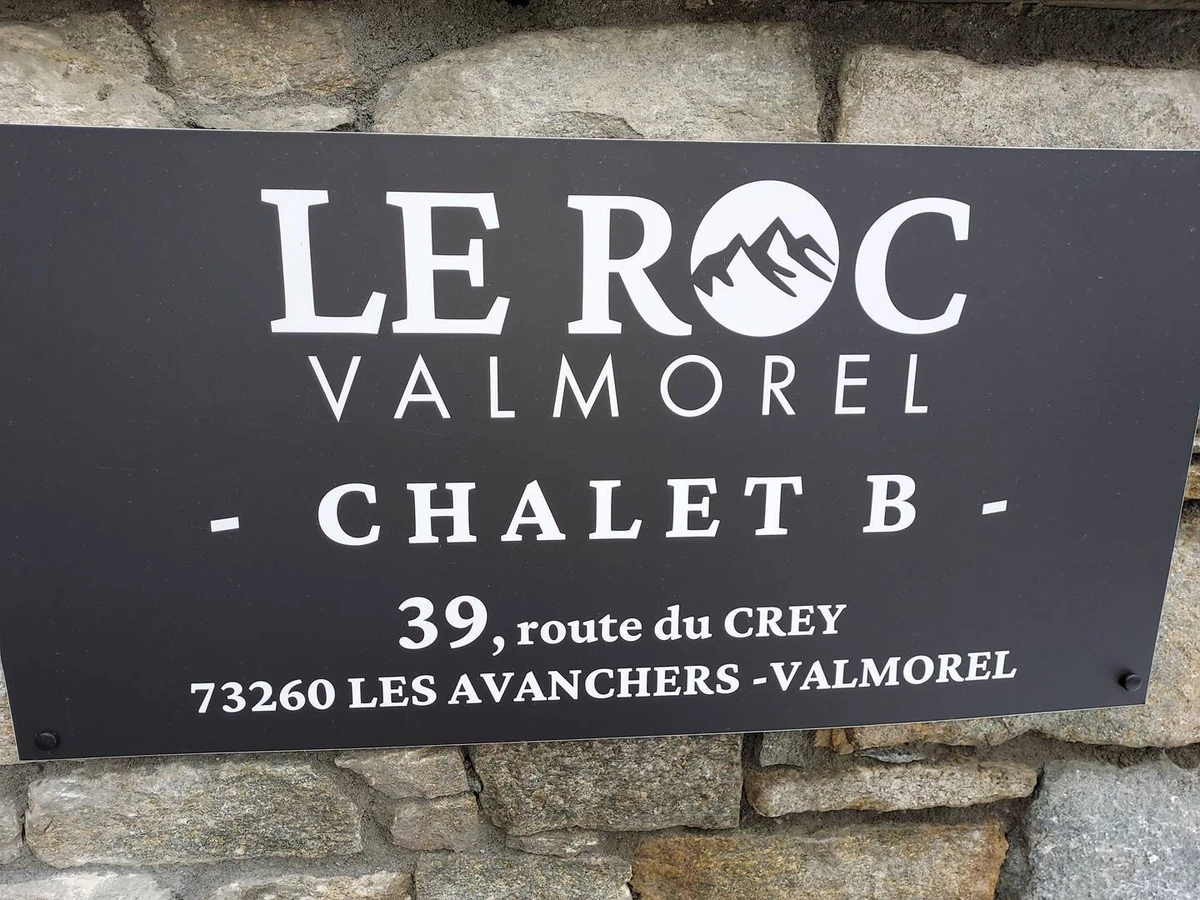 LE ROC
VALMOREL
- CHALET B -
39, route du CREY
73260 LES AVANCHERS -VALMOREL